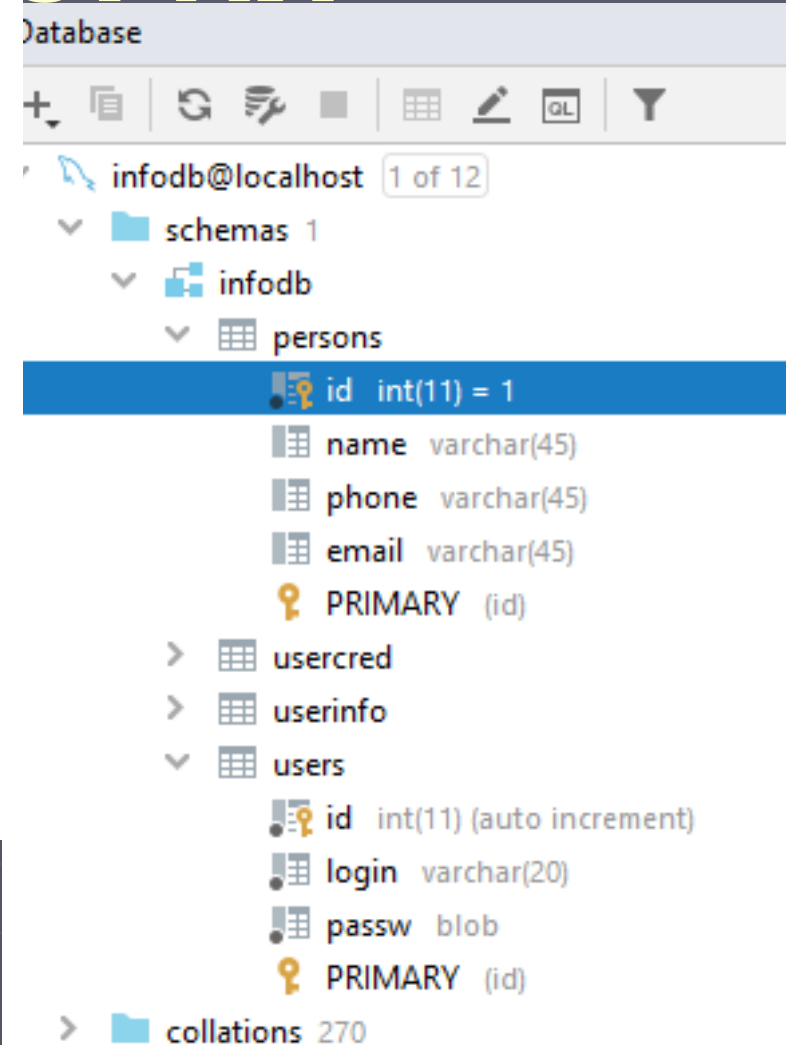 Database
infodb@localhost 1 of 12
schemas 1
infodb
persons
id int(11) = 1
name varchar(45)
phone varchar(45)
email varchar(45)
PRIMARY (id)
usercred
userinfo
users
id int(11) (auto increment)
login varchar(20)
passw blob
PRIMARY (id)
collations 270